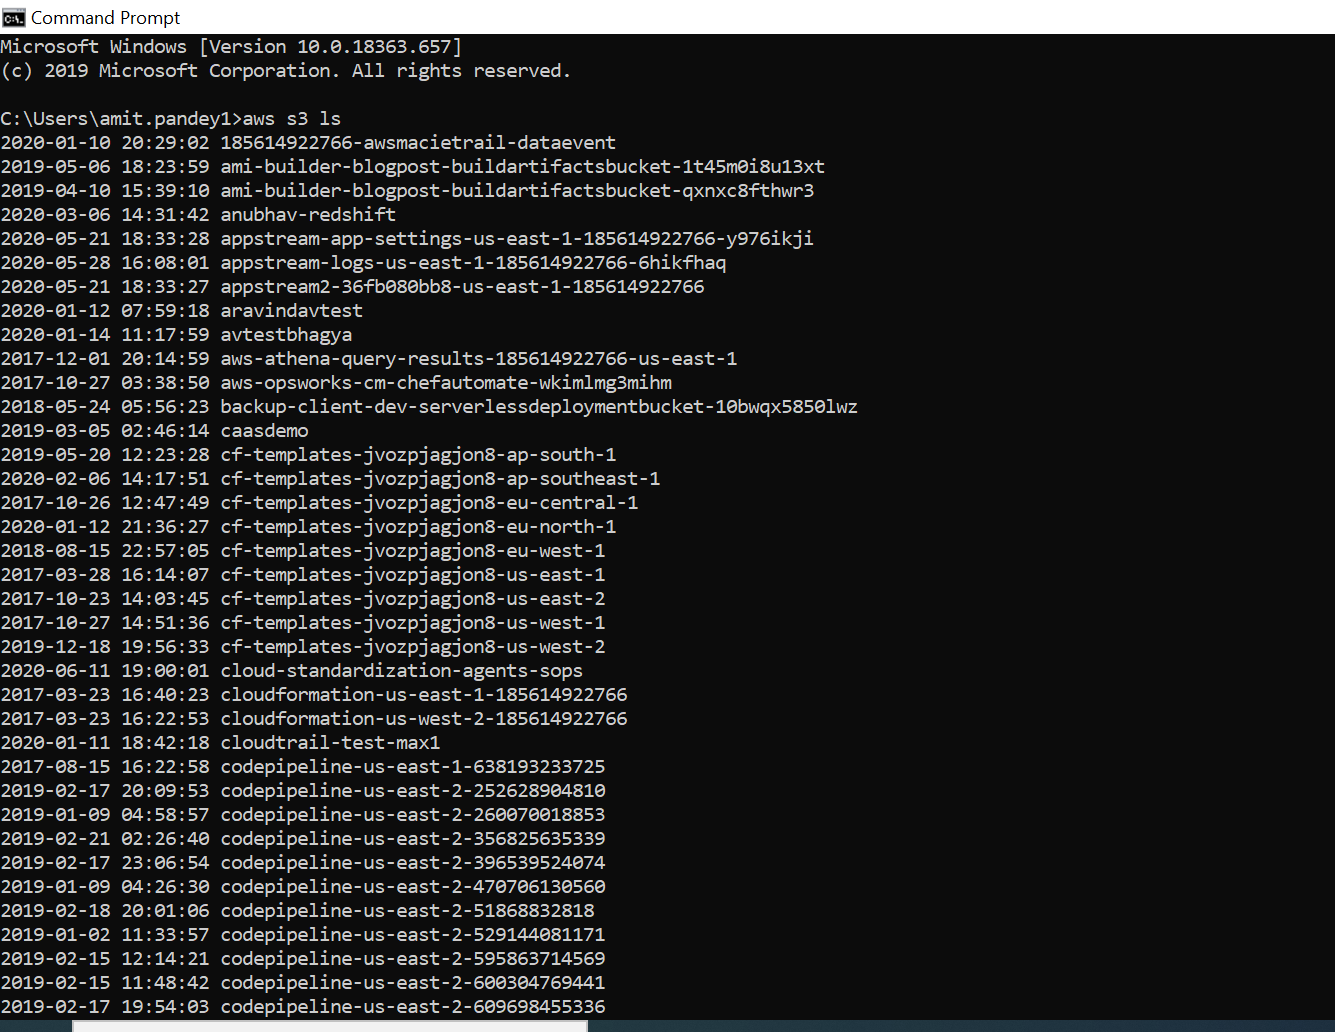 Command Prompt
Microsoft Windows [Version 10.0.18363.657]
(c) 2019 Microsoft Corporation. All rights reserved.
C:\Users\amit.pandey1>aws s3 ls
2020-01-10 20:29:02 185614922766-awsmacietrail-dataevent
2019-05-06 18:23:59 ami-builder-blogpost-buildartifactsbucket-1t45m0i8u13xt
2019-04-10 15:39:10 ami-builder-blogpost-buildartifactsbucket-qxnxc8fthwr3
2020-03-06 14:31:42 anubhav-redshift
2020-05-21 18:33:28 appstream-app-settings-us-east-1-185614922766-y976ikji
2020-05-28 16:08:01 appstream-logs-us-east-1-185614922766-6hikfhaq
2020-05-21 18:33:27 appstream2-36fb080bb8-us-east-1-185614922766
2020-01-12 07:59:18 aravindavtest
2020-01-14 11:17:59 avtestbhagya
2017-12-01 20:14:59 aws-athena-query-results-185614922766-us-east-1
2017-10-27 03:38:50 aws-opsworks-cm-chefautomate-wkimlmg3mihm
2018-05-24 05:56:23 backup-client-dev-serverlessdeploymentbucket-10bwqx5850lwz
2019-03-05 02:46:14 caasdemo
2019-05-20 12:23:28 cf-templates-jvozpjagjon8-ap-south-1
2020-02-06 14:17:51 cf-templates-jvozpjagjon8-ap-southeast-1
2017-10-26 12:47:49 cf-templates-jvozpjagjon8-eu-central-1
2020-01-12 21:36:27 cf-templates-jvozpjagjon8-eu-north-1
2018-08-15 22:57:05 cf-templates-jvozpjagjon8-eu-west-1
2017-03-28 16:14:07 cf-templates-jvozpjagjon8-us-east-1
2017-10-23 14:03:45 cf-templates-jvozpjagjon8-us-east-2
2017-10-27 14:51:36 cf-templates-jvozpjagjon8-us-west-1
2019-12-18 19:56:33 cf-templates-jvozpjagjon8-us-west-2
2020-06-11 19:00:01 cloud-standardization-agents-sops
2017-03-23 16:40:23 cloudformation-us-east-1-185614922766
2017-03-23 16:22:53 cloudformation-us-west-2-185614922766
2020-01-11 18:42:18 cloudtrail-test-max1
2017-08-15 16:22:58 codepipeline-us-east-1-638193233725
2019-02-17 20:09:53 codepipeline-us-east-2-252628904810
2019-01-09 04:58:57 codepipeline-us-east-2-260070018853
2019-02-21 02:26:40 codepipeline-us-east-2-356825635339
2019-02-17 23:06:54 codepipeline-us-east-2-396539524074
2019-01-09 04:26:30 codepipeline-us-east-2-470706130560
2019-02-18 20:01:06 codepipeline-us-east-2-51868832818
2019-01-02 11:33:57 codepipeline-us-east-2-529144081171
2019-02-15 12:14:21 codepipeline-us-east-2-595863714569
2019-02-15 11:48:42 codepipeline-us-east-2-600304769441
2019-02-17 19:54:03 codepipeline-us-east-2-609698455336